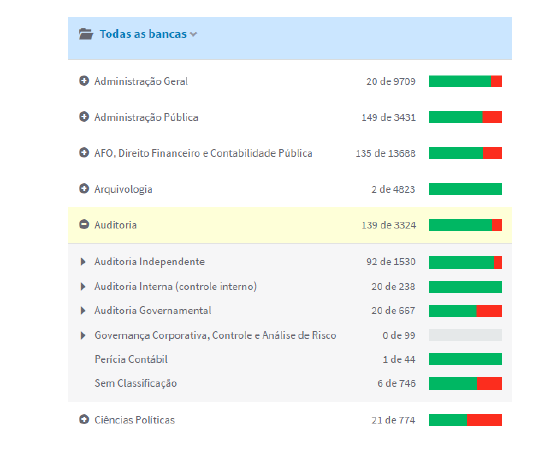 Todas as bancas
Administração Geral 20 de 9709
Administração Pública 149 de 3431
AFO, Direito Financeiro e Contabilidade Pública 135 de 13688
Arquivologia 2 de 4823
Auditoria 139 de 3324
Auditoria Independente 92 de 1530
Auditoria Interna (controle interno) 20 de 238
Auditoria Governamental 20 de 667
Governança Corporativa, Controle e Análise de Risco 0 de 99
Perícia Contábil 1 de 44
Sem Classificação 6 de 746
Ciências Políticas 21 de 774